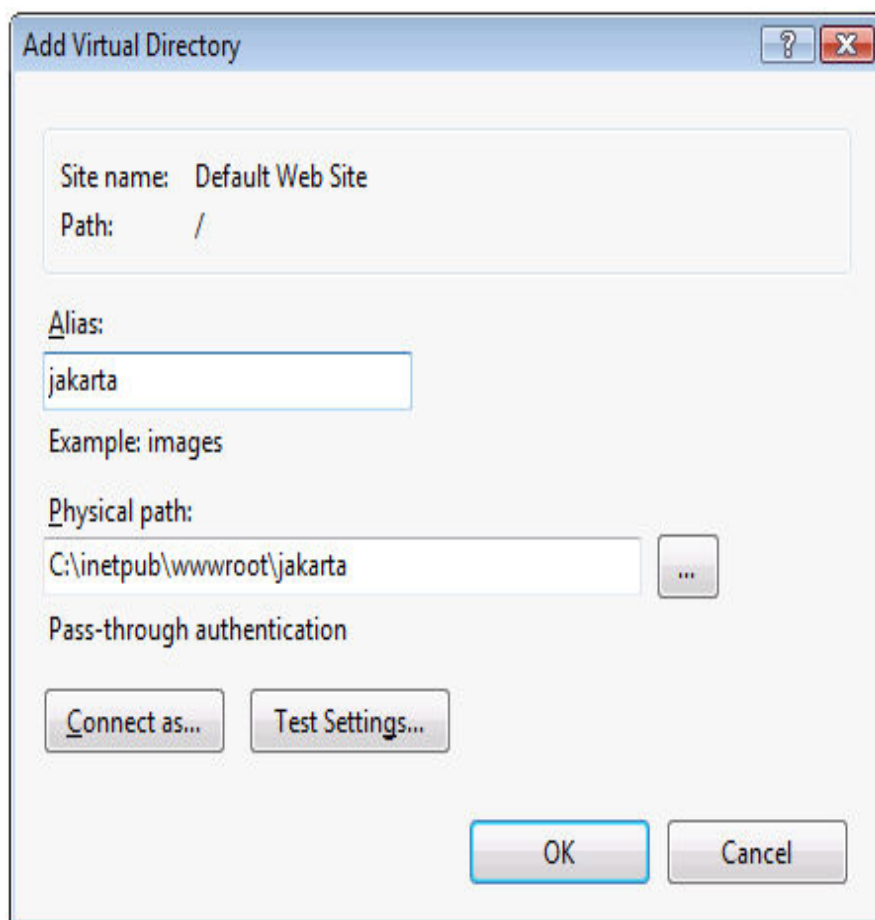 Add Virtual Directory
Site name: Default Web Site
Path: /
Alias:
jakarta
Example: images
Physical path:
C:\inetpub\wwwroot\jakarta
...
Pass-through authentication
Connect as... Test Settings...
OK Cancel